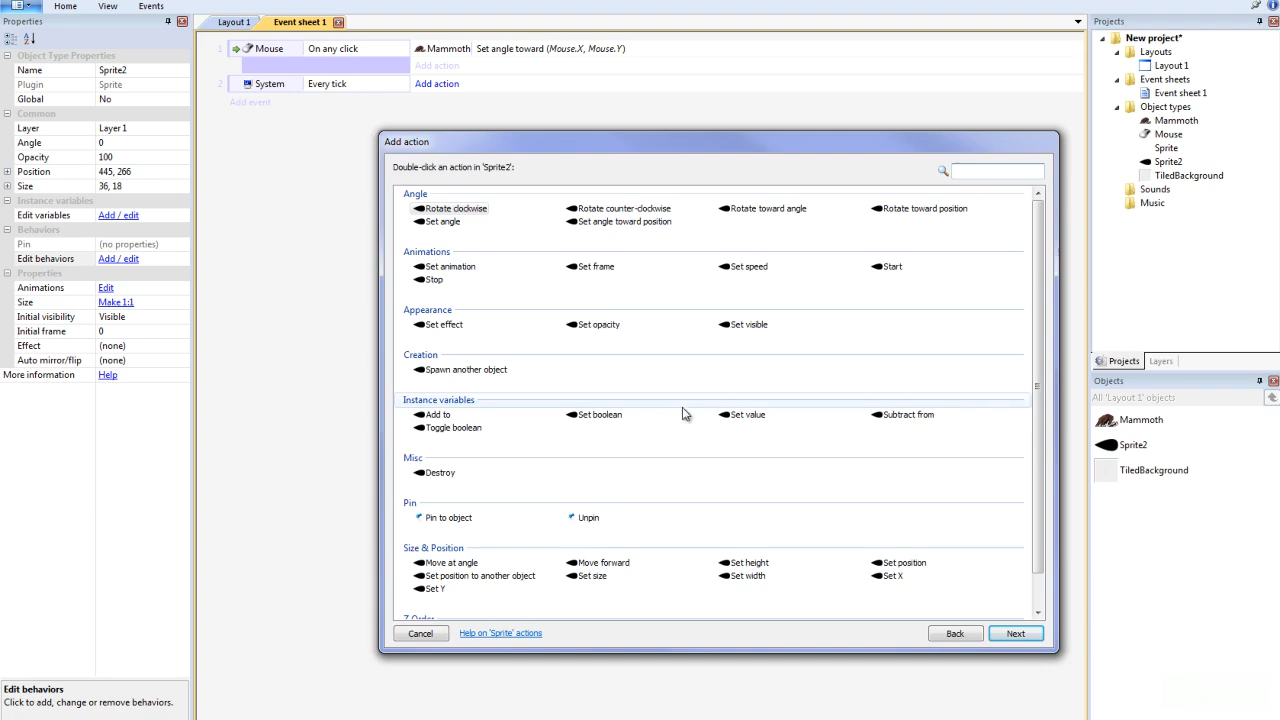 Home View Events
Properties
Object Type Properties
Name Sprite2
Plugin Sprite
Global No
Common
Layer Layer 1
Angle 0
Opacity 100
Position 445, 266
Size 36, 18
Instance variables
Edit variables Add / edit
Behaviors
Pin (no properties)
Edit behaviors Add / edit
Properties
Animations Edit
Size Make 1:1
Initial visibility Visible
Initial frame 0
Effect (none)
Auto mirror/flip (none)
More information Help
Edit behaviors
Click to add, change or remove behaviors.
Layout 1 Event sheet 1
1 Mouse On any click Mammoth Set angle toward (Mouse.X, Mouse.Y)
Add action
2 System Every tick Add action
Add event
Add action
Double-click an action in 'Sprite2':
Angle
Rotate clockwise Rotate counter-clockwise Rotate toward angle Rotate toward position
Set angle Set angle toward position
Animations
Set animation Set frame Set speed Start
Stop
Appearance
Set effect Set opacity Set visible
Creation
Spawn another object
Instance variables
Add to Set boolean Set value Subtract from
Toggle boolean
Misc
Destroy
Pin
Pin to object Unpin
Size & Position
Move at angle Move forward Set height Set position
Set position to another object Set size Set width Set X
Set Y
Z Order
Cancel Help on 'Sprite' actions Back Next
Projects
New project*
Layouts
Layout 1
Event sheets
Event sheet 1
Object types
Mammoth
Mouse
Sprite
Sprite2
TiledBackground
Sounds
Music
Projects Layers
Objects
All 'Layout 1' objects
Mammoth
Sprite2
TiledBackground